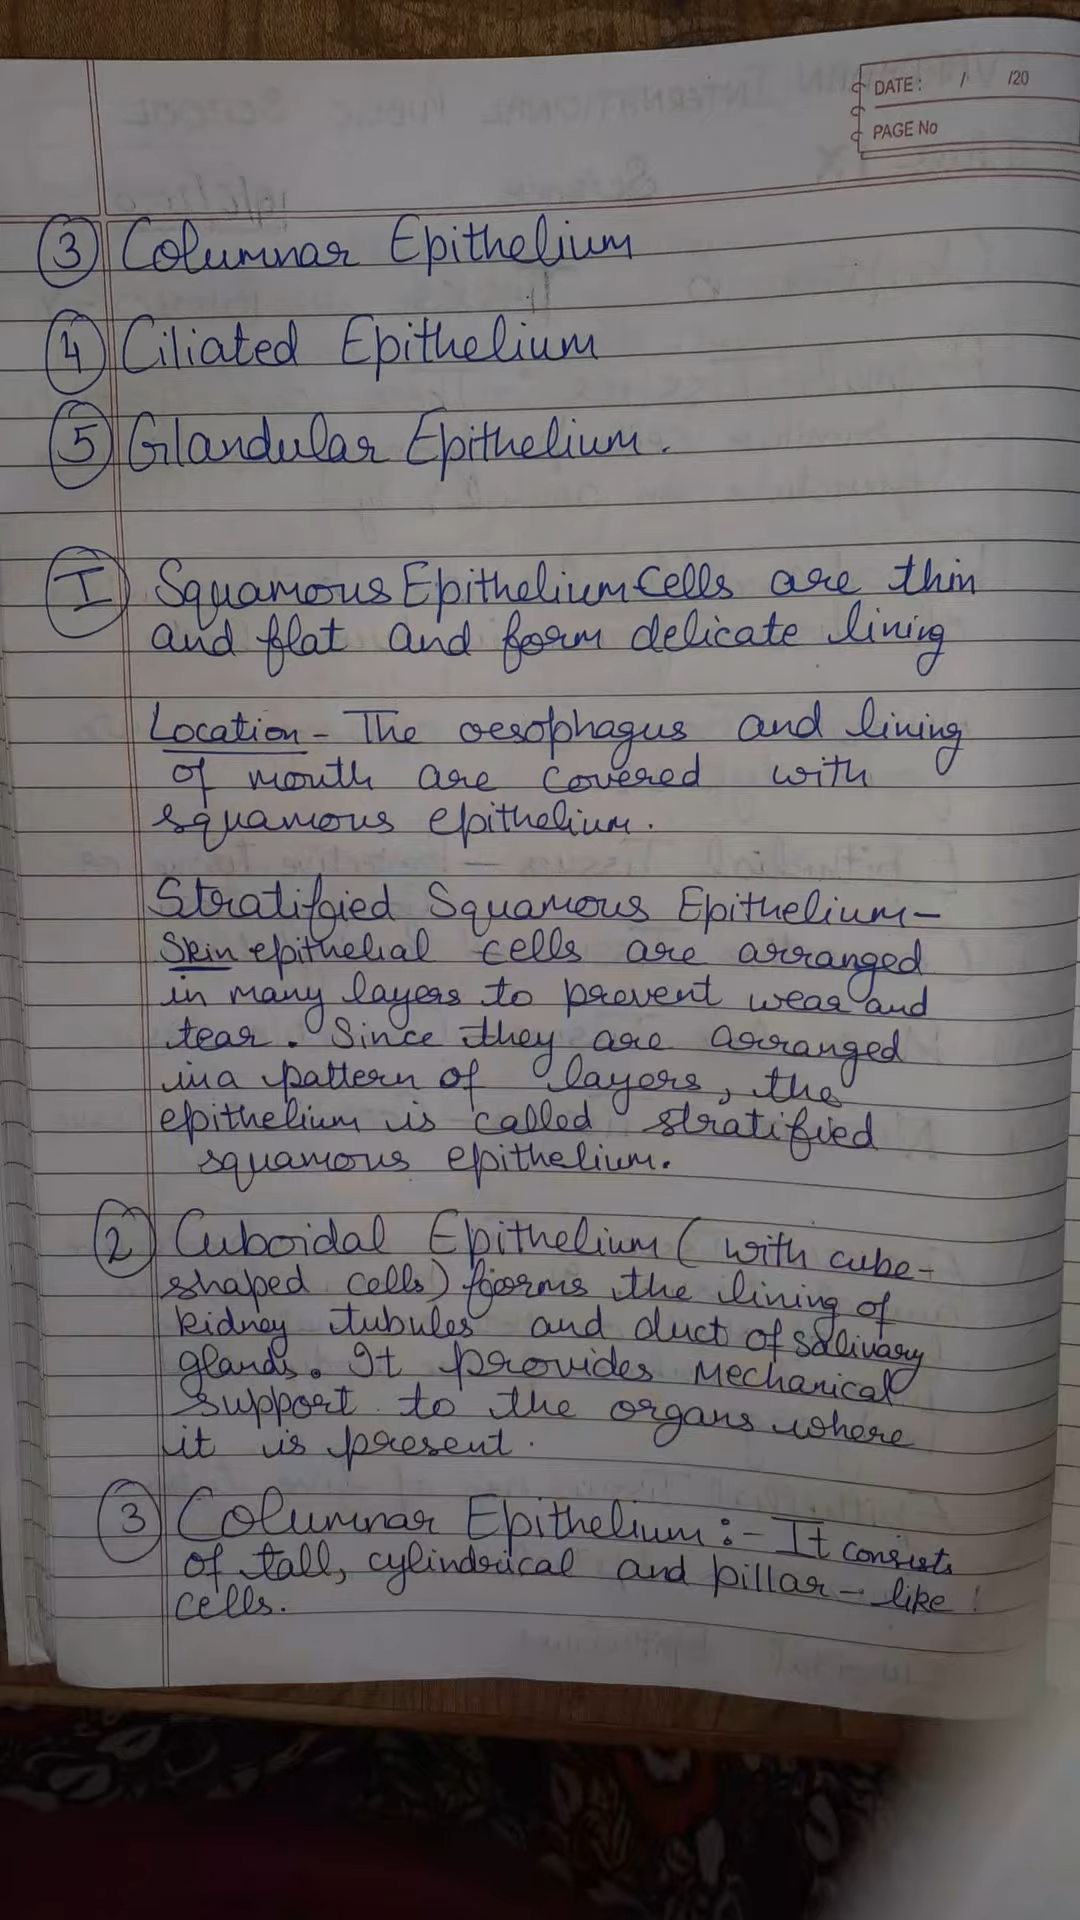 DATE: / /20
PAGE No
③ Columnar Epithelium
④ Ciliated Epithelium
⑤ Glandular Epithelium.
Ⓘ Squamous Epithelium Cells are thin
and flat and form delicate lining
Location - The oesophagus and lining
of mouth are covered with
squamous epithelium.
Stratified Squamous Epithelium-
Skin epithelial cells are arranged
in many layers to prevent wear and
tear. Since they are arranged
in a pattern of layers, the
epithelium is called stratified
squamous epithelium.
② Cuboidal Epithelium (with cube-
shaped cells) forms the lining of
kidney tubules and duct of salivary
glands. It provides mechanical
support to the organs where
it is present.
③ Columnar Epithelium :- It consists
of tall, cylindrical and pillar-like
cells.